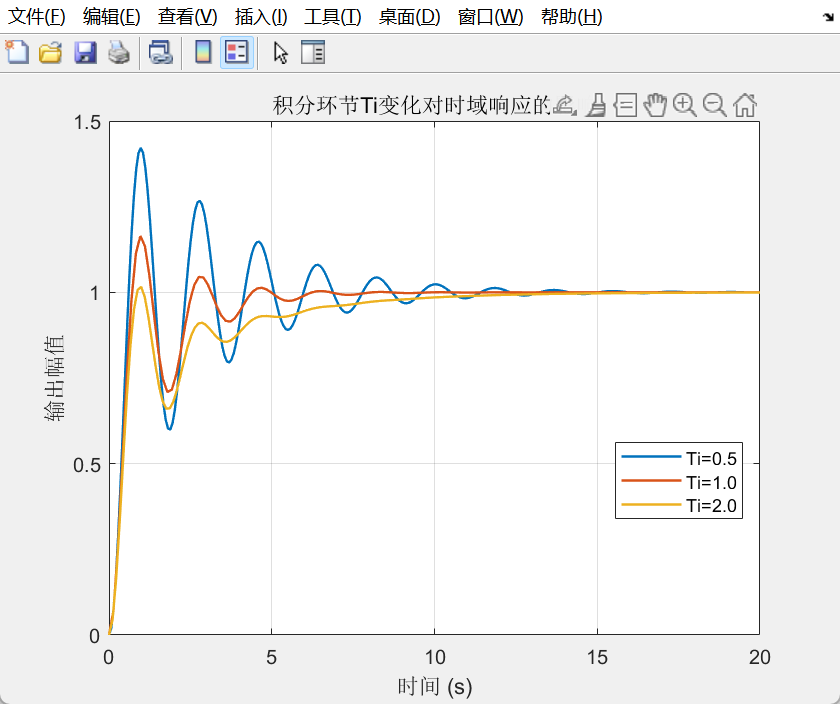 文件(F) 编辑(E) 查看(V) 插入(I) 工具(T) 桌面(D) 窗口(W) 帮助(H)
积分环节Ti变化对时域响应的
1.5
1
0.5
0
输出幅值
Ti=0.5
Ti=1.0
Ti=2.0
0 5 10 15 20
时间 (s)